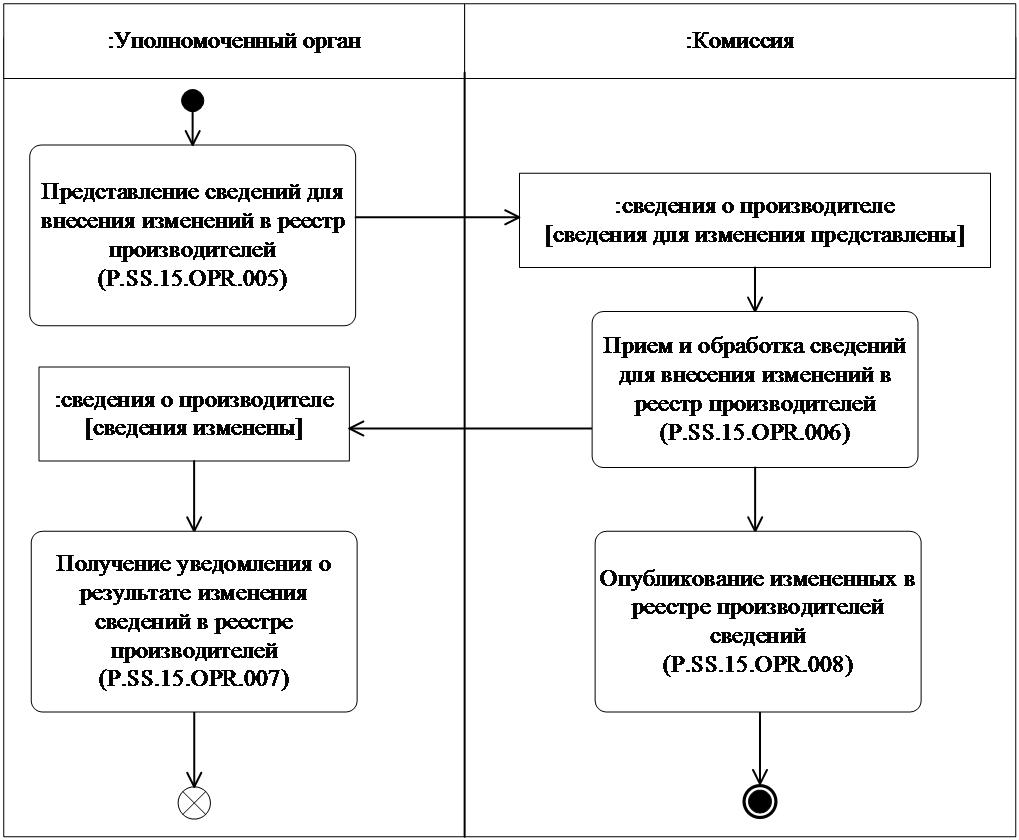 :Уполномоченный орган
:Комиссия
Представление сведений для
внесения изменений в реестр
производителей
(P.SS.15.OPR.005)
:сведения о производителе
[сведения для изменения представлены]
Прием и обработка сведений
для внесения изменений в
реестр производителей
(P.SS.15.OPR.006)
:сведения о производителе
[сведения изменены]
Получение уведомления о
результате изменения
сведений в реестре
производителей
(P.SS.15.OPR.007)
Опубликование измененных в
реестре производителей
сведений
(P.SS.15.OPR.008)